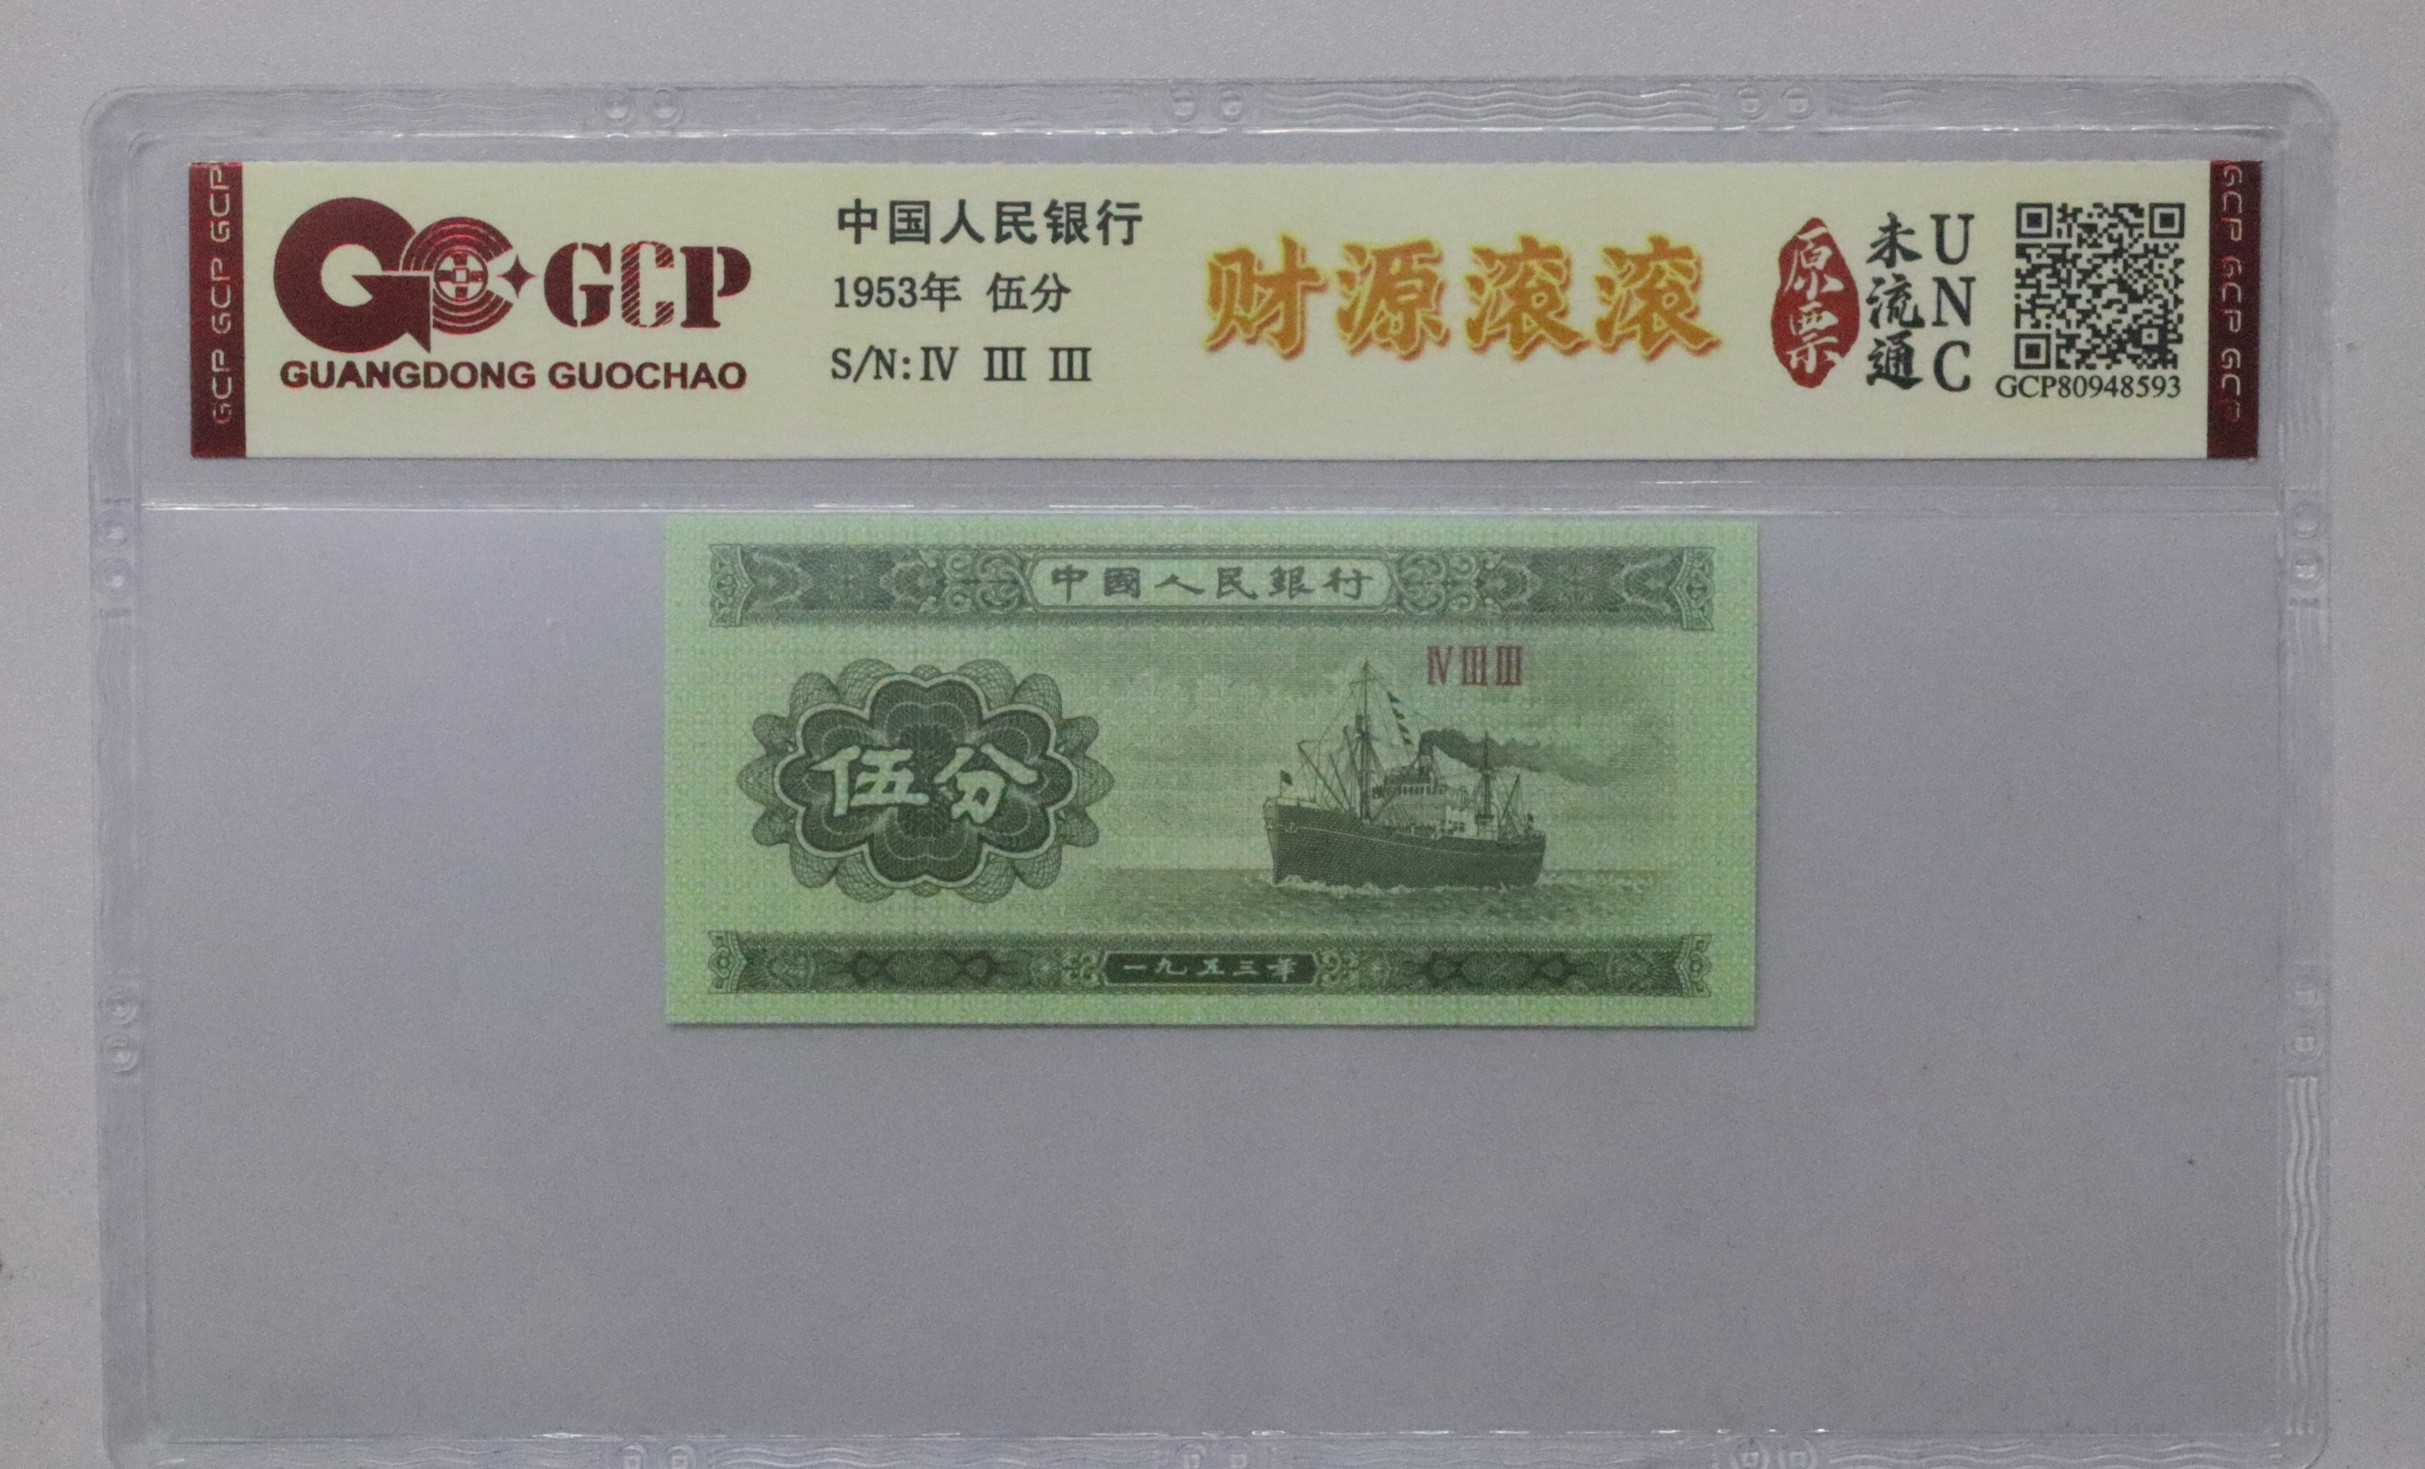 GCP GCP GCP
GCP
GUANGDONG GUOCHAO
中国人民银行
1953年 伍分
S/N: Ⅳ Ⅲ Ⅲ
财源滚滚
原票
未流通
UNC
GCP80948593
GCP GCP GCP
中國人民銀行
ⅣⅢⅢ
伍分
一九五三年